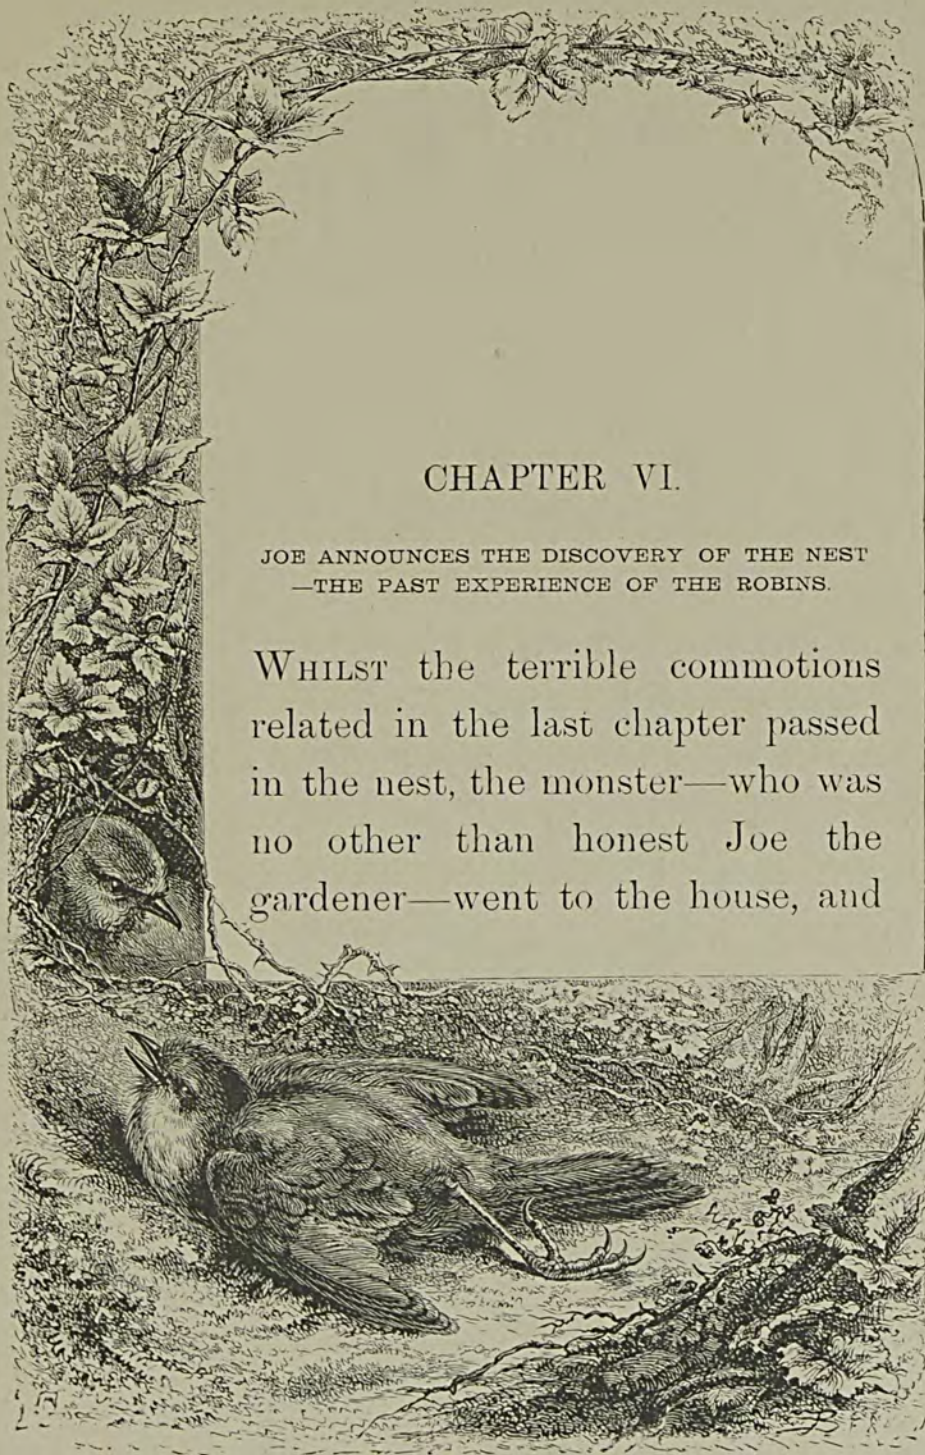 CHAPTER VI.
JOE ANNOUNCES THE DISCOVERY OF THE NEST
—THE PAST EXPERIENCE OF THE ROBINS.
WHILST the terrible commotions
related in the last chapter passed
in the nest, the monster—who was
no other than honest Joe the
gardener—went to the house, and